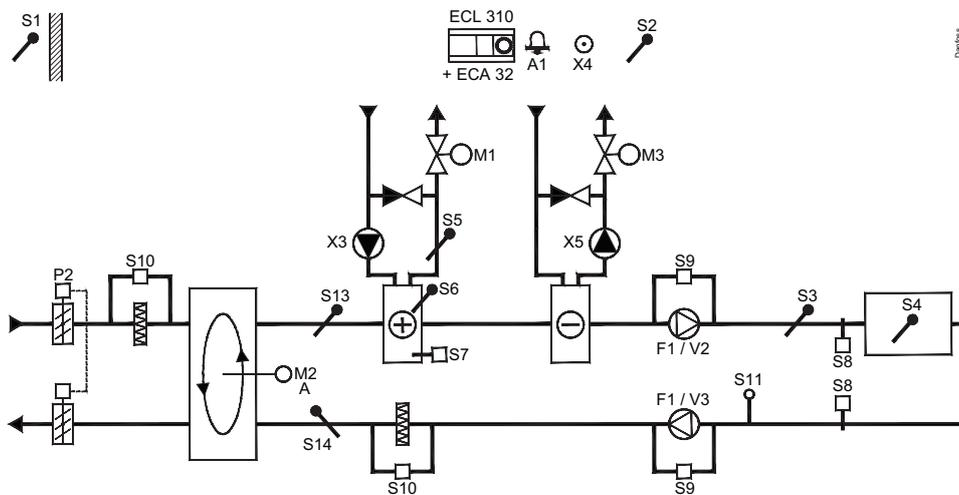 S1
ECL 310
+ ECA 32
A1
X4
S2
Danfoss
M1
M3
X3
S5
X5
P2
S10
S13
S6
S9
S3
S4
S7
F1 / V2
S8
M2
A
S14
S10
F1 / V3
S9
S11
S8